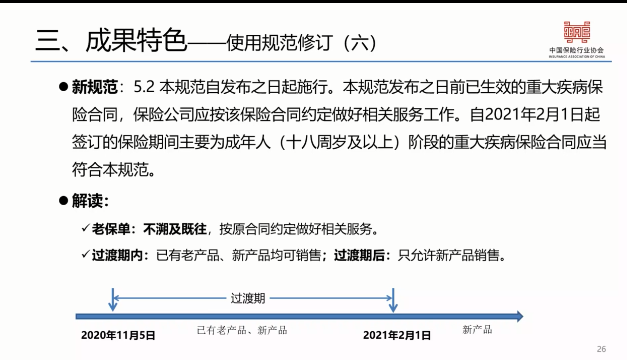 三、成果特色——使用规范修订（六）
中国保险行业协会
INSURANCE ASSOCIATION OF CHINA
●新规范：5.2 本规范自发布之日起施行。本规范发布之日前已生效的重大疾病保
险合同，保险公司应按该保险合同约定做好相关服务工作。自2021年2月1日起
签订的保险期间主要为成年人（十八周岁及以上）阶段的重大疾病保险合同应当
符合本规范。
●解读：
✓老保单：不溯及既往，按原合同约定做好相关服务。
✓过渡期内：已有老产品、新产品均可销售；过渡期后：只允许新产品销售。
过渡期
2020年11月5日
已有老产品、新产品
2021年2月1日
新产品
26